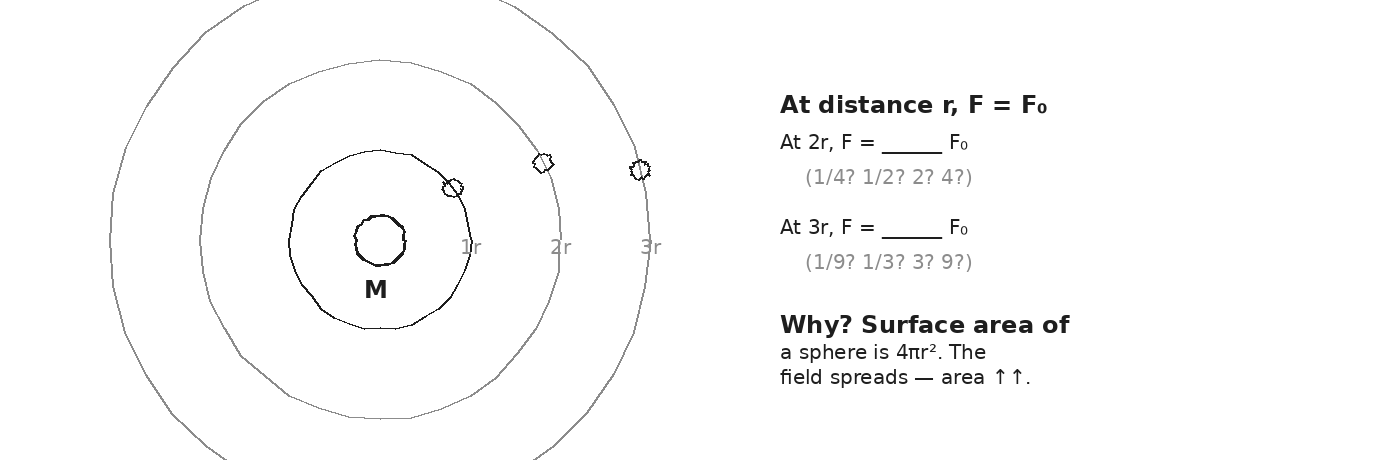 1r
2r
3r
M
At distance r, F = F₀
At 2r, F = ______ F₀
(1/4? 1/2? 2? 4?)
At 3r, F = ______ F₀
(1/9? 1/3? 3? 9?)
Why? Surface area of
a sphere is 4πr². The
field spreads — area ↑↑.